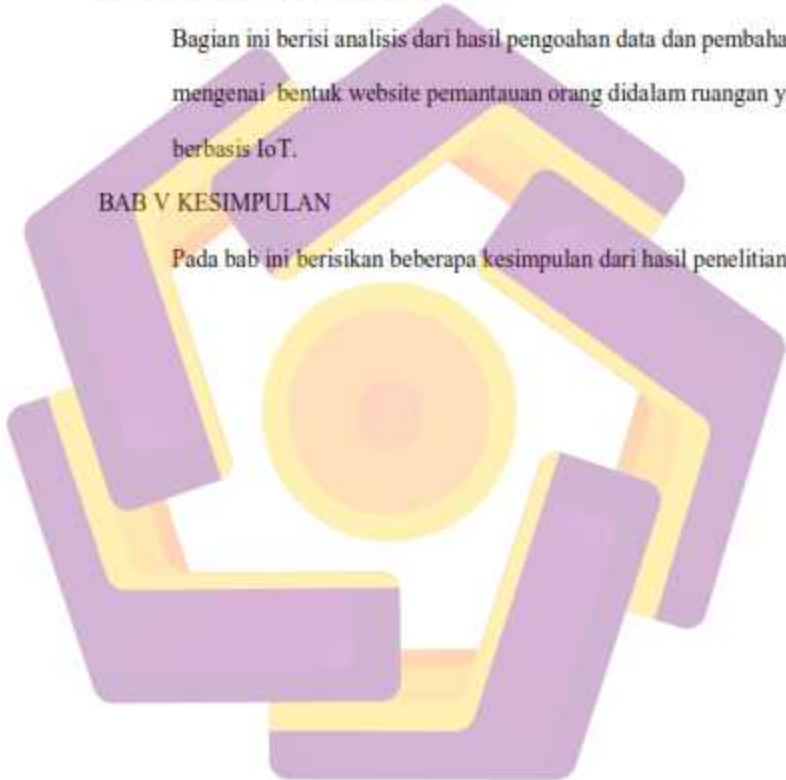 Bagian ini berisi analisis dari hasil pengoahan data dan pembaha
mengenai bentuk website pemantauan orang didalam ruangan y
berbasis IoT.
BAB V KESIMPULAN
Pada bab ini berisikan beberapa kesimpulan dari hasil penelitian